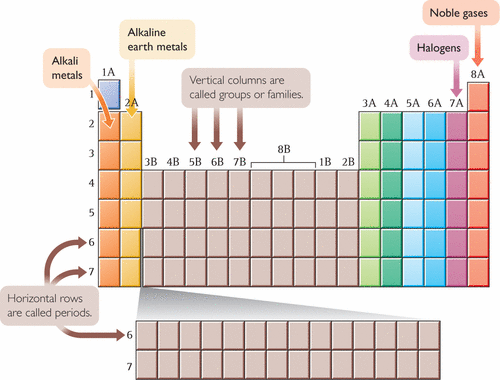 Noble gases
Alkaline
earth metals
Halogens
Alkali
metals
Vertical columns are
called groups or families.
8A
1A
1
2A
3A 4A 5A 6A 7A
2
3
3B 4B 5B 6B 7B 8B 1B 2B
4
5
6
7
Horizontal rows
are called periods.
6
7